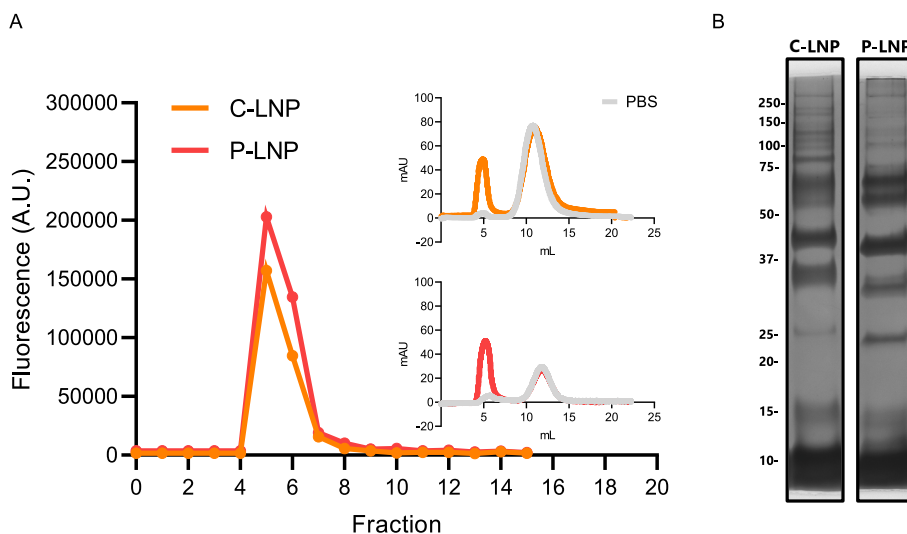 A
B
C-LNP
P-LNP
Fluorescence (A.U.)
300000
250000
200000
150000
100000
50000
0
0 2 4 6 8 10 12 14 16 18 20
Fraction
C-LNP
P-LNP
PBS
mAU
100
80
60
40
20
0
-20
5 10 15 20 25
mL
mAU
100
80
60
40
20
0
-20
5 10 15 20 25
mL
250-
150-
100-
75-
50-
37-
25-
20-
15-
10-